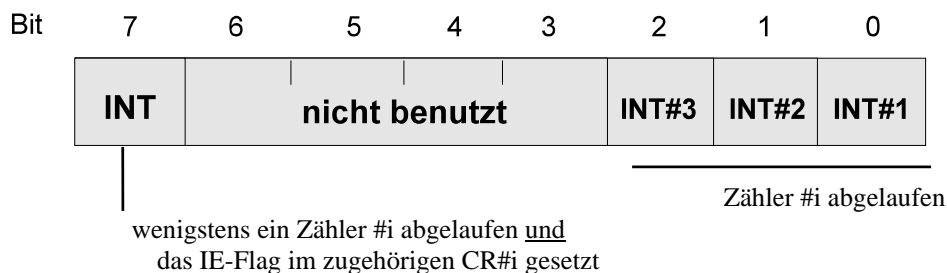 Bit 7 6 5 4 3 2 1 0
INT nicht benutzt INT#3 INT#2 INT#1
Zähler #i abgelaufen
wenigstens ein Zähler #i abgelaufen und
das IE-Flag im zugehörigen CR#i gesetzt